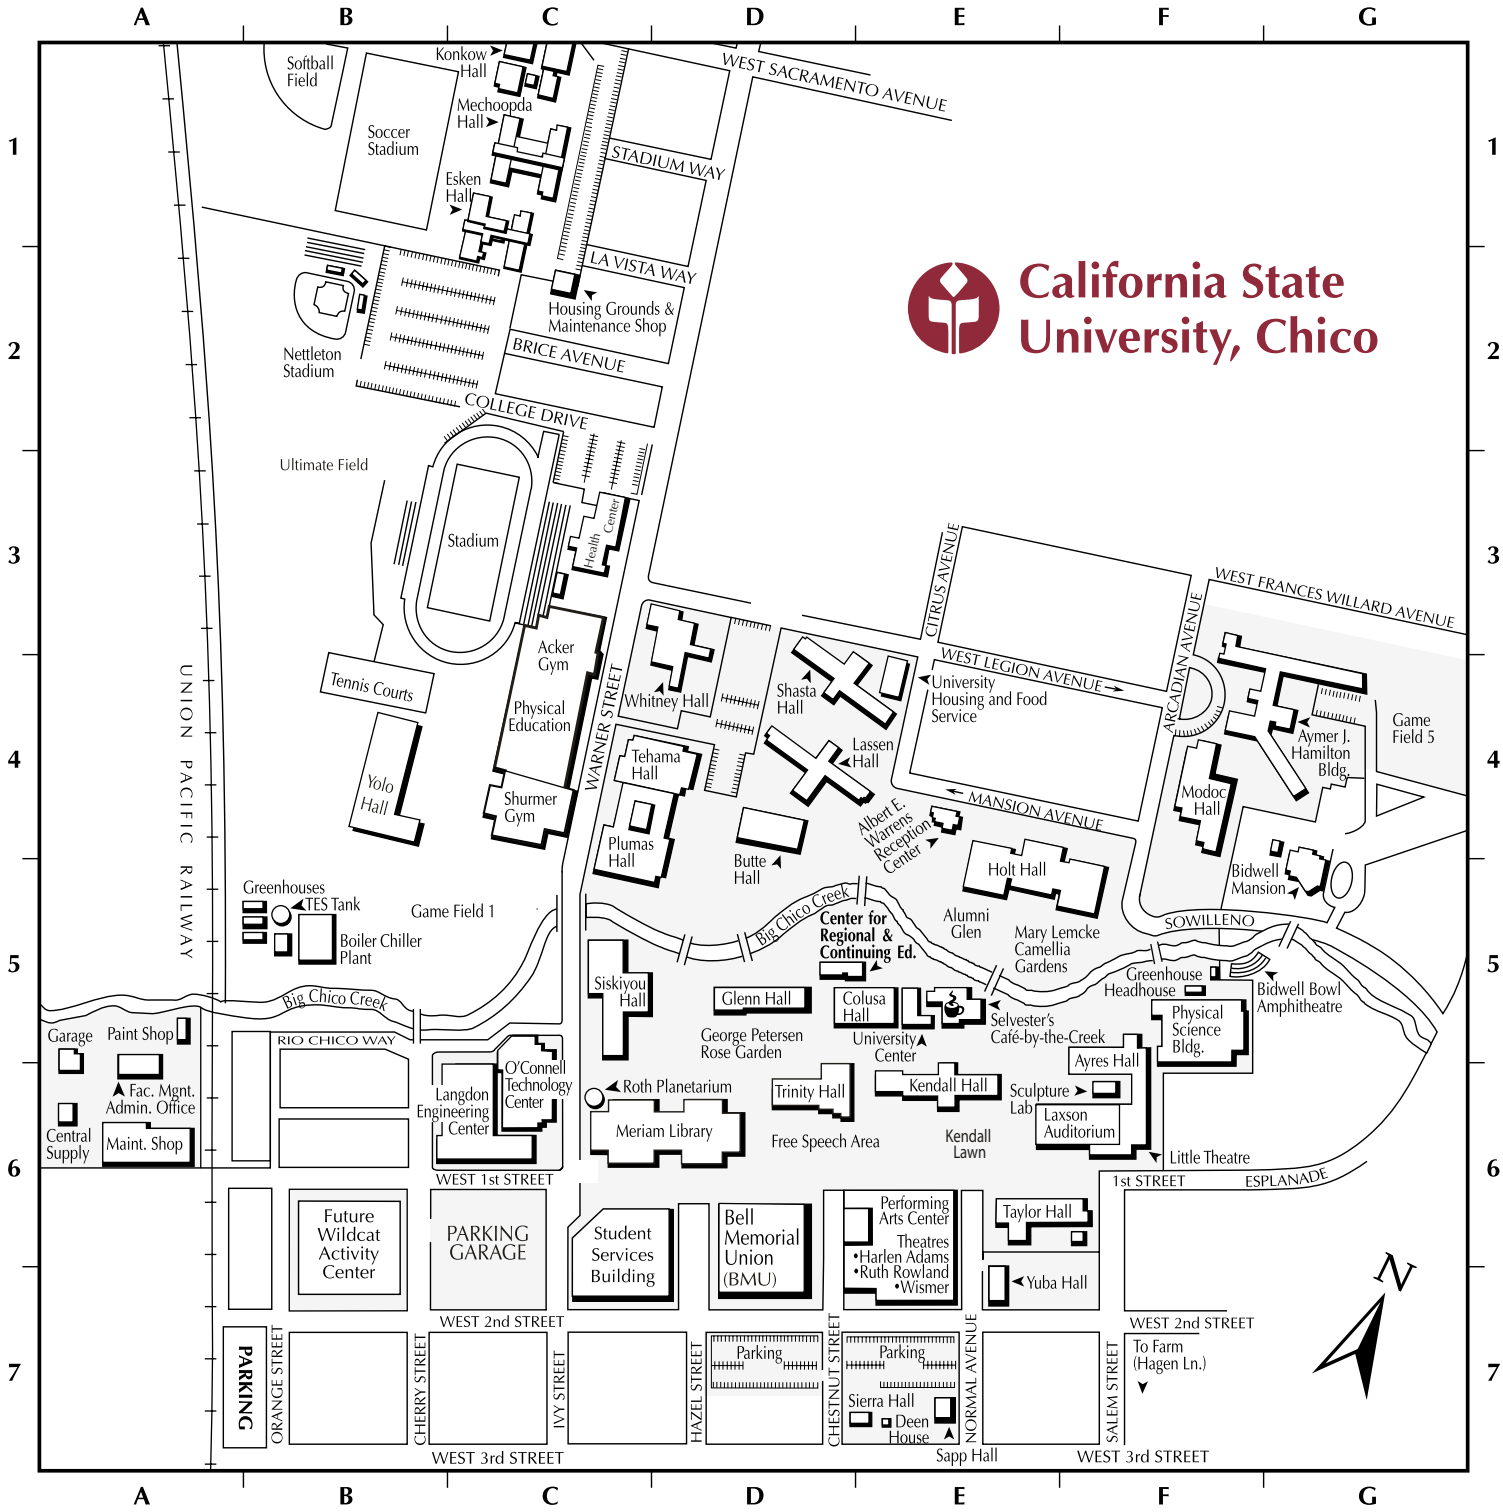 A B C D E F G
Softball
Field
Konkow
Hall
WEST SACRAMENTO AVENUE
Mechoopda
Hall
Soccer
Stadium
1
1
STADIUM WAY
Esken
Hall
LA VISTA WAY
California State
University, Chico
Housing Grounds &
Maintenance Shop
2
2
BRICE AVENUE
Nettleton
Stadium
COLLEGE DRIVE
Ultimate Field
Stadium
Health Center
3
3
CITRUS AVENUE
WEST FRANCES WILLARD AVENUE
ARCADIAN AVENUE
Acker
Gym
WEST LEGION AVENUE
Tennis Courts
UNION PACIFIC RAILWAY
WARNER STREET
Whitney Hall
Shasta
Hall
University
Housing and Food
Service
Physical
Education
Game
Field 5
Aymer J.
Hamilton
Bldg.
Lassen
Hall
Tehama
Hall
4
4
Yolo
Hall
Shurmer
Gym
MANSION AVENUE
Modoc
Hall
Albert E.
Warrens
Reception
Center
Plumas
Hall
Butte
Hall
Holt Hall
Bidwell
Mansion
Greenhouses
TES Tank
Game Field 1
Big Chico Creek
Center for
Regional &
Continuing Ed.
Alumni
Glen
SOWILLENO
Mary Lemcke
Camellia
Gardens
Boiler Chiller
Plant
5
5
Siskiyou
Hall
Greenhouse
Headhouse
Bidwell Bowl
Amphitheatre
Big Chico Creek
Glenn Hall
Colusa
Hall
Selvester's
Café-by-the-Creek
Physical
Science
Bldg.
Garage
Paint Shop
RIO CHICO WAY
George Petersen
Rose Garden
University
Center
Ayres Hall
O'Connell
Technology
Center
Fac. Mgnt.
Admin. Office
Langdon
Engineering
Center
Roth Planetarium
Trinity Hall
Kendall Hall
Sculpture
Lab
Laxson
Auditorium
Central
Supply
Maint. Shop
Meriam Library
Free Speech Area
Kendall
Lawn
Little Theatre
6
6
WEST 1st STREET
1st STREET
ESPLANADE
Future
Wildcat
Activity
Center
PARKING
GARAGE
Student
Services
Building
Bell
Memorial
Union
(BMU)
Performing
Arts Center
Theatres
•Harlen Adams
•Ruth Rowland
•Wismer
Taylor Hall
Yuba Hall
N
WEST 2nd STREET
WEST 2nd STREET
To Farm
(Hagen Ln.)
PARKING
ORANGE STREET
CHERRY STREET
IVY STREET
HAZEL STREET
Parking
CHESTNUT STREET
Parking
NORMAL AVENUE
SALEM STREET
7
7
Sierra Hall
Deen
House
Sapp Hall
WEST 3rd STREET
WEST 3rd STREET
A B C D E F G